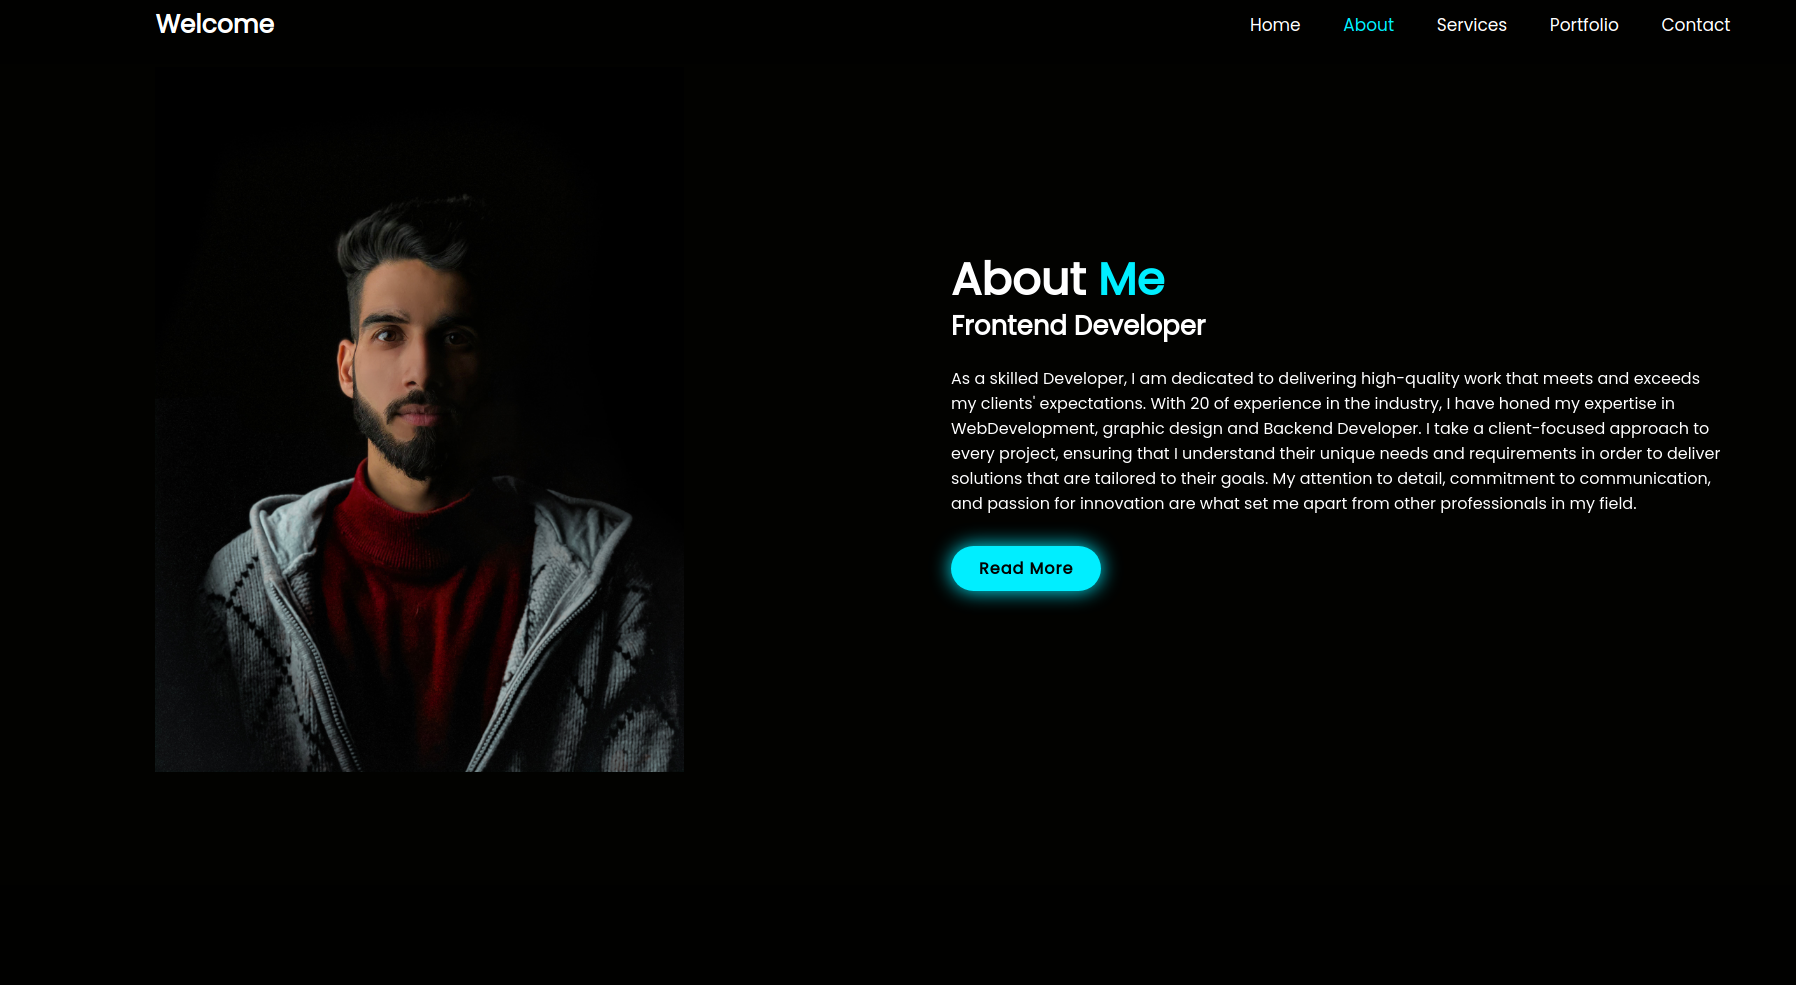 Welcome
Home About Services Portfolio Contact
About Me
Frontend Developer
As a skilled Developer, I am dedicated to delivering high-quality work that meets and exceeds
my clients' expectations. With 20 of experience in the industry, I have honed my expertise in
WebDevelopment, graphic design and Backend Developer. I take a client-focused approach to
every project, ensuring that I understand their unique needs and requirements in order to deliver
solutions that are tailored to their goals. My attention to detail, commitment to communication,
and passion for innovation are what set me apart from other professionals in my field.
Read More